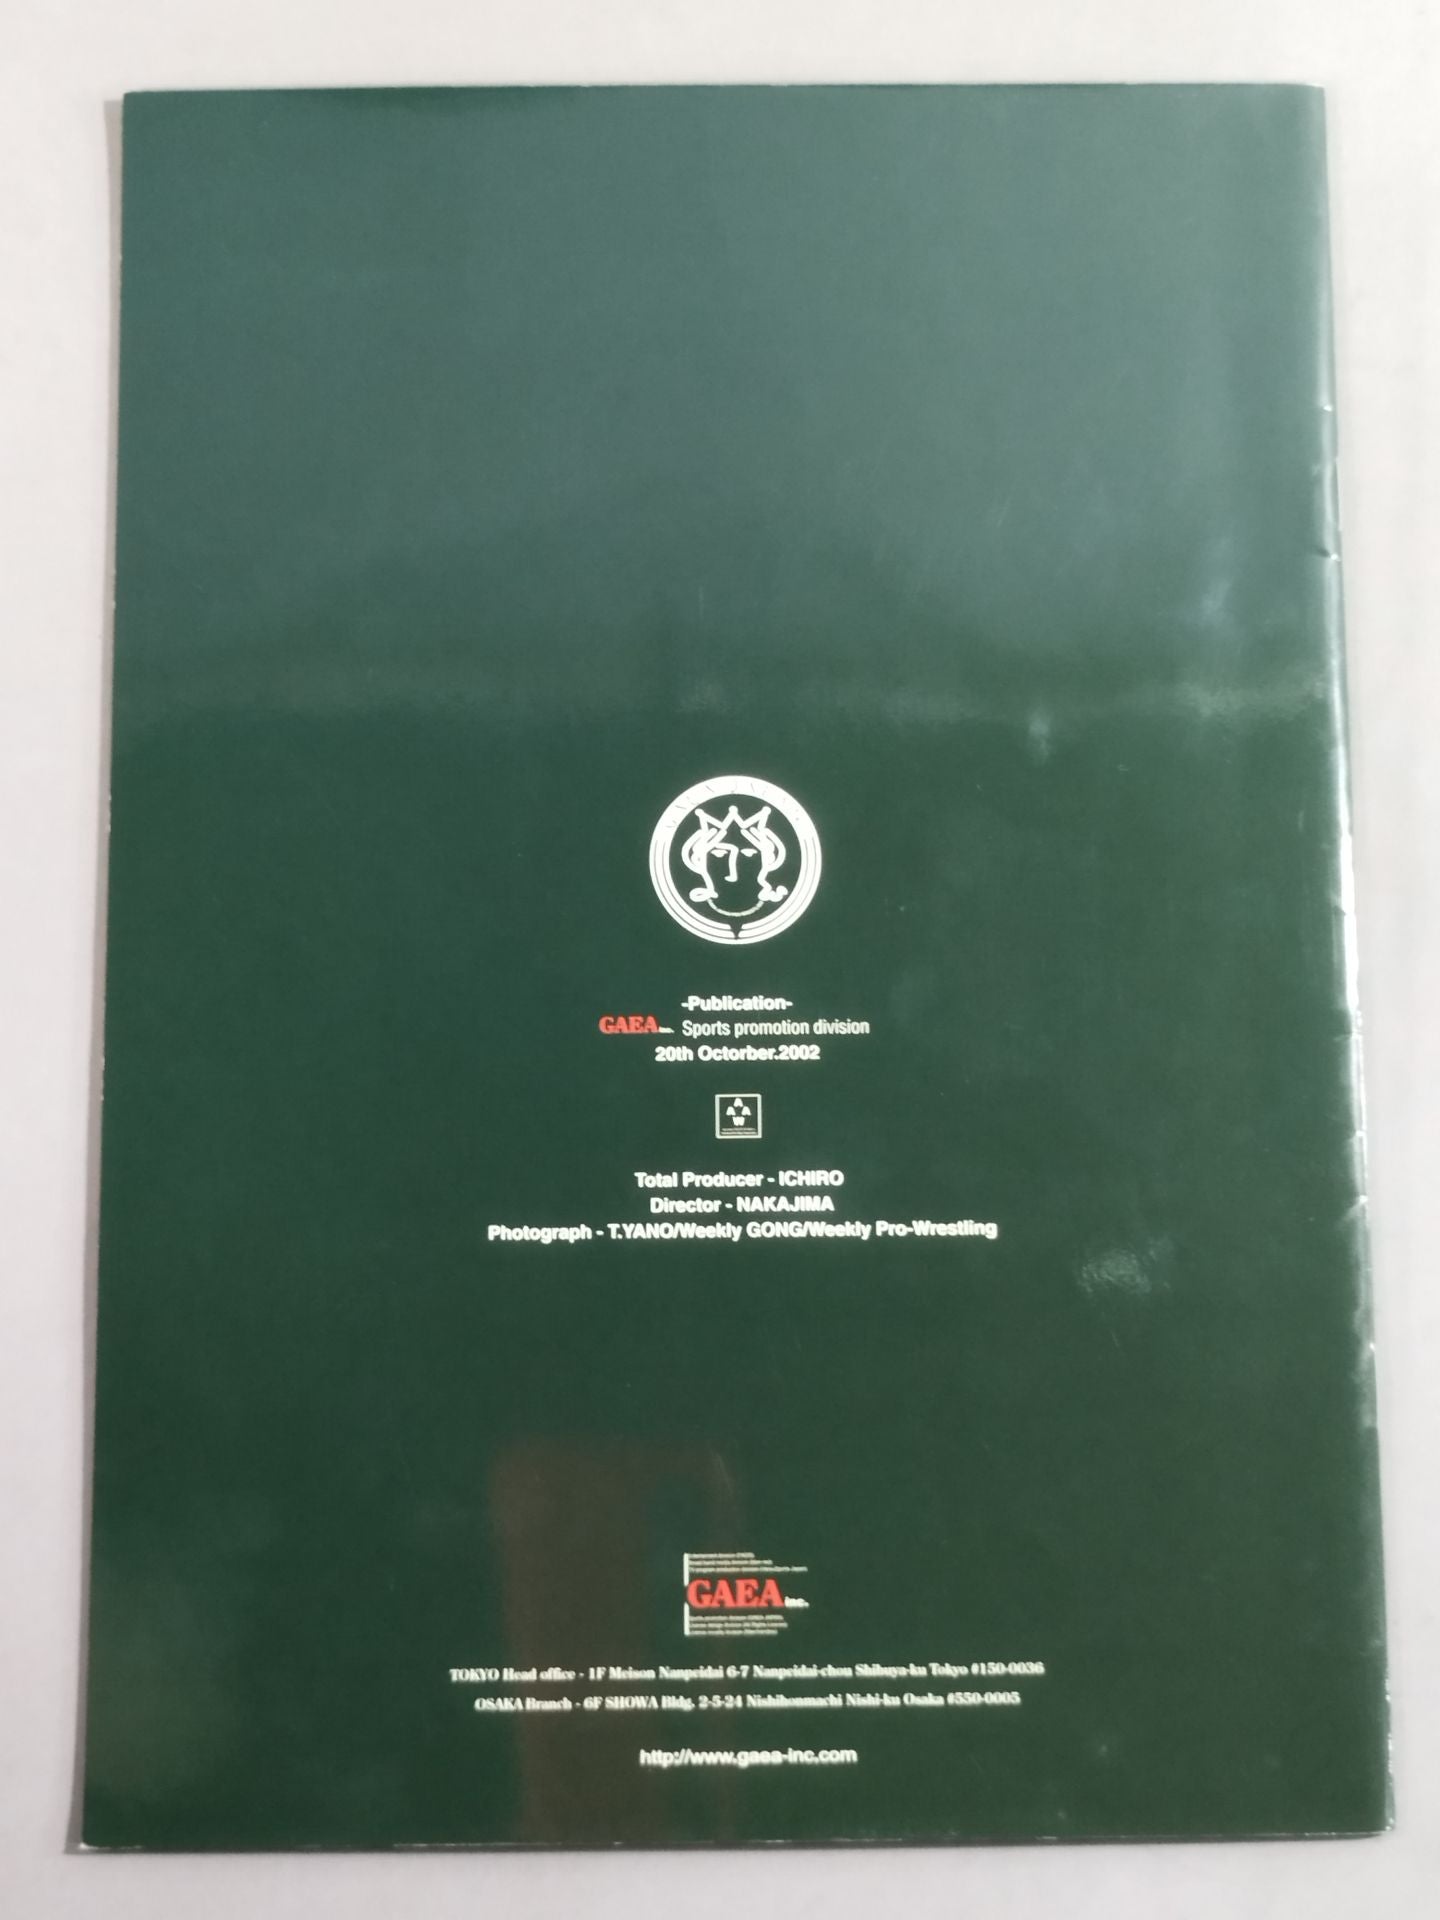 -Publication-
GAEA inc. Sports promotion division
20th Octorber.2002
A
A A
W
Total Producer - ICHIRO
Director - NAKAJIMA
Photograph - T.YANO/Weekly GONG/Weekly Pro-Wrestling
GAEA inc.
TOKYO Head office - 1F Meison Nanpeidai 6-7 Nanpeidai-chou Shibuya-ku Tokyo #150-0036
OSAKA Branch - 6F SHOWA Bldg. 2-5-24 Nishihonmachi Nishi-ku Osaka #550-0005
http://www.gaea-inc.com